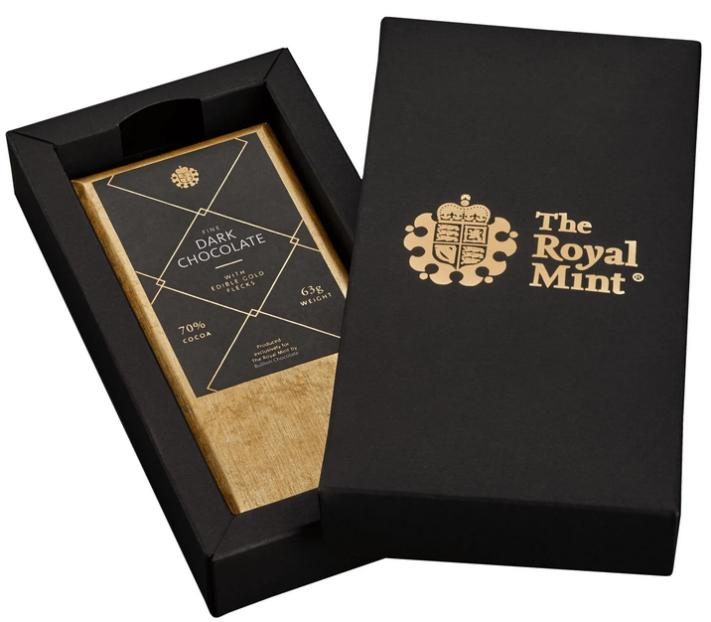 FINE
DARK
CHOCOLATE
WITH
EDIBLE GOLD
FLECKS
70%
COCOA
63g
WEIGHT
Produced
exclusively for
The Royal Mint by
Bullion Chocolate
The
Royal
Mint®